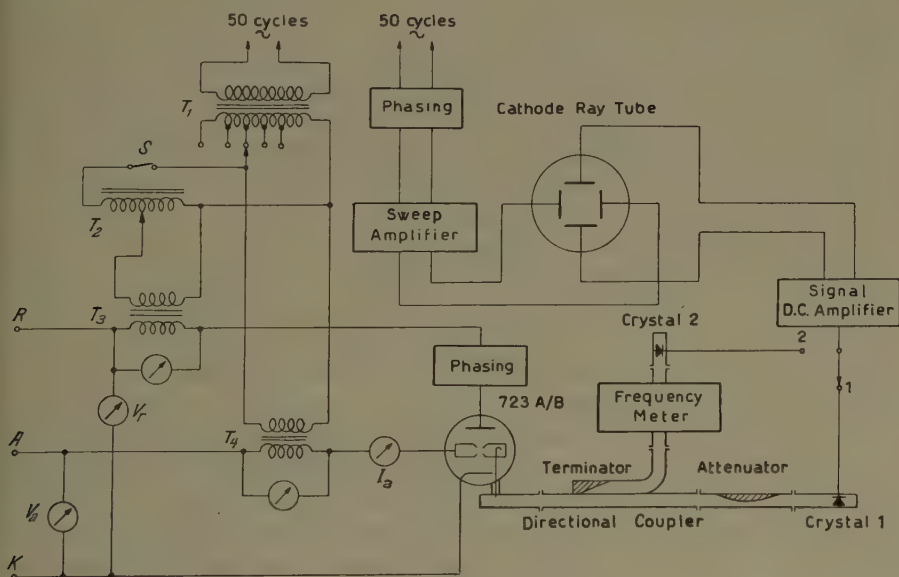 50 cycles
~
50 cycles
~
T1
Phasing
Cathode Ray Tube
S
Sweep
Amplifier
T2
T3
R
Signal
D.C. Amplifier
Crystal 2
2
Phasing
1
723 A/B
Frequency
Meter
Vr
T4
A
Ia
Terminator
Attenuator
Va
Directional Coupler
Crystal 1
K